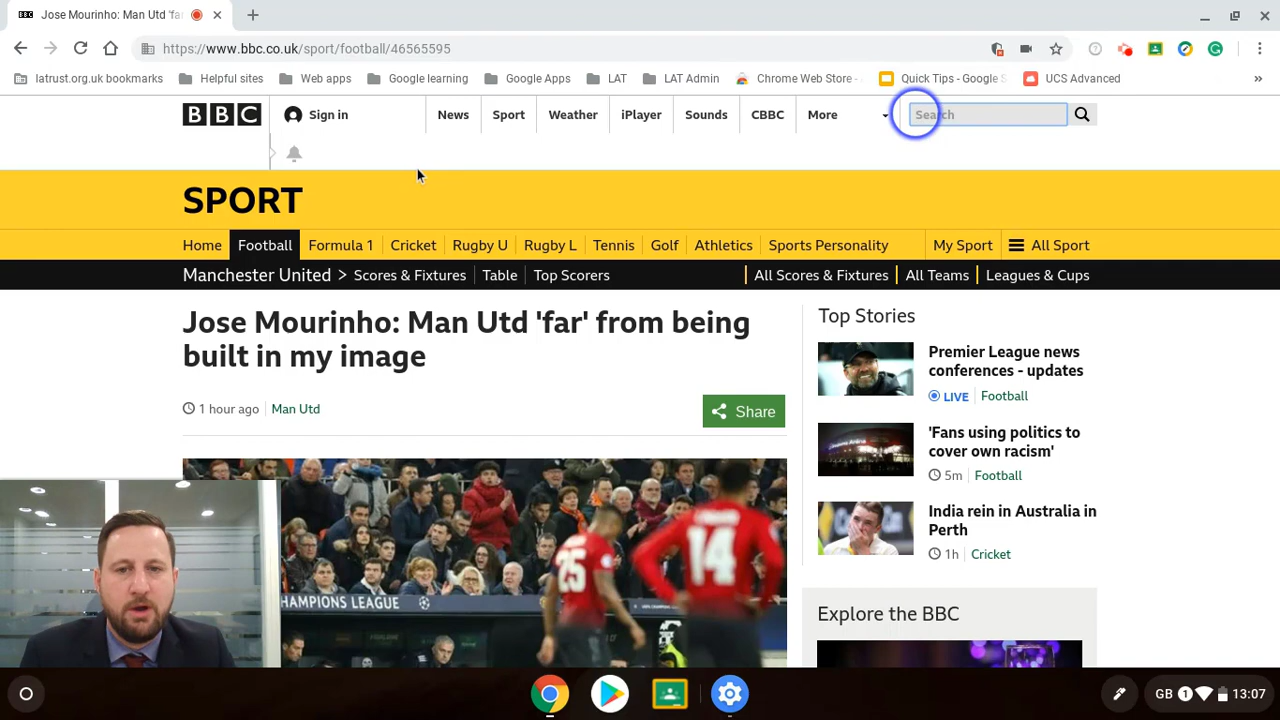 BBC Jose Mourinho: Man Utd 'fa
https://www.bbc.co.uk/sport/football/46565595
latrust.org.uk bookmarks Helpful sites Web apps Google learning Google Apps LAT LAT Admin Chrome Web Store - Quick Tips - Google S UCS Advanced »
BBC Sign in News Sport Weather iPlayer Sounds CBBC More Search
SPORT
Home Football Formula 1 Cricket Rugby U Rugby L Tennis Golf Athletics Sports Personality My Sport All Sport
Manchester United > Scores & Fixtures Table Top Scorers All Scores & Fixtures All Teams Leagues & Cups
Jose Mourinho: Man Utd 'far' from being
built in my image
1 hour ago Man Utd
Share
25
14
HAMPIONS LEAGUE
Top Stories
Premier League news
conferences - updates
LIVE Football
'Fans using politics to
cover own racism'
5m Football
India rein in Australia in
Perth
1h Cricket
Explore the BBC
GB 1 13:07